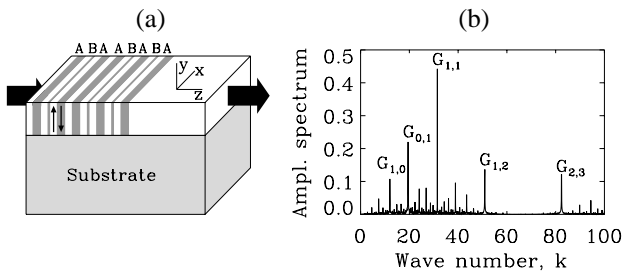 (a)
A B A A B A B A
y
x
z
Substrate
(b)
Ampl. spectrum
0.5
0.4
0.3
0.2
0.1
0.0
G1,0
G0,1
G1,1
G1,2
G2,3
0 20 40 60 80 100
Wave number, k